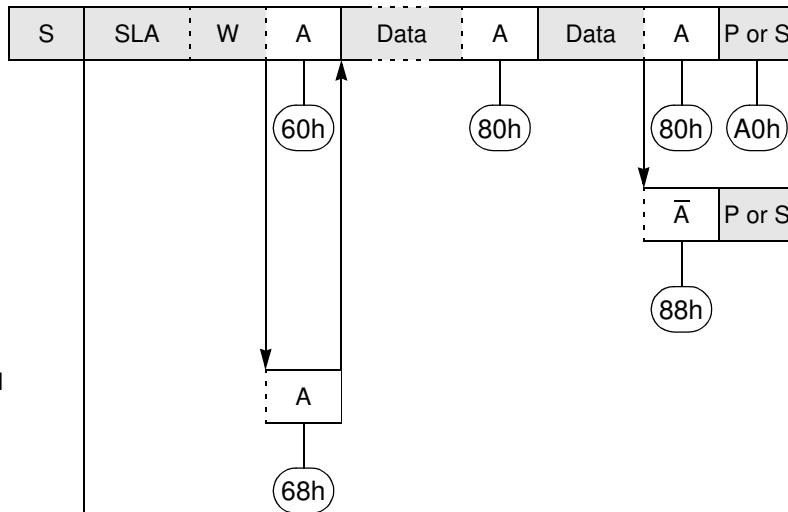 S SLA W A Data A Data A P or S
60h 80h 80h A0h
A̅ P or S
88h
A
68h